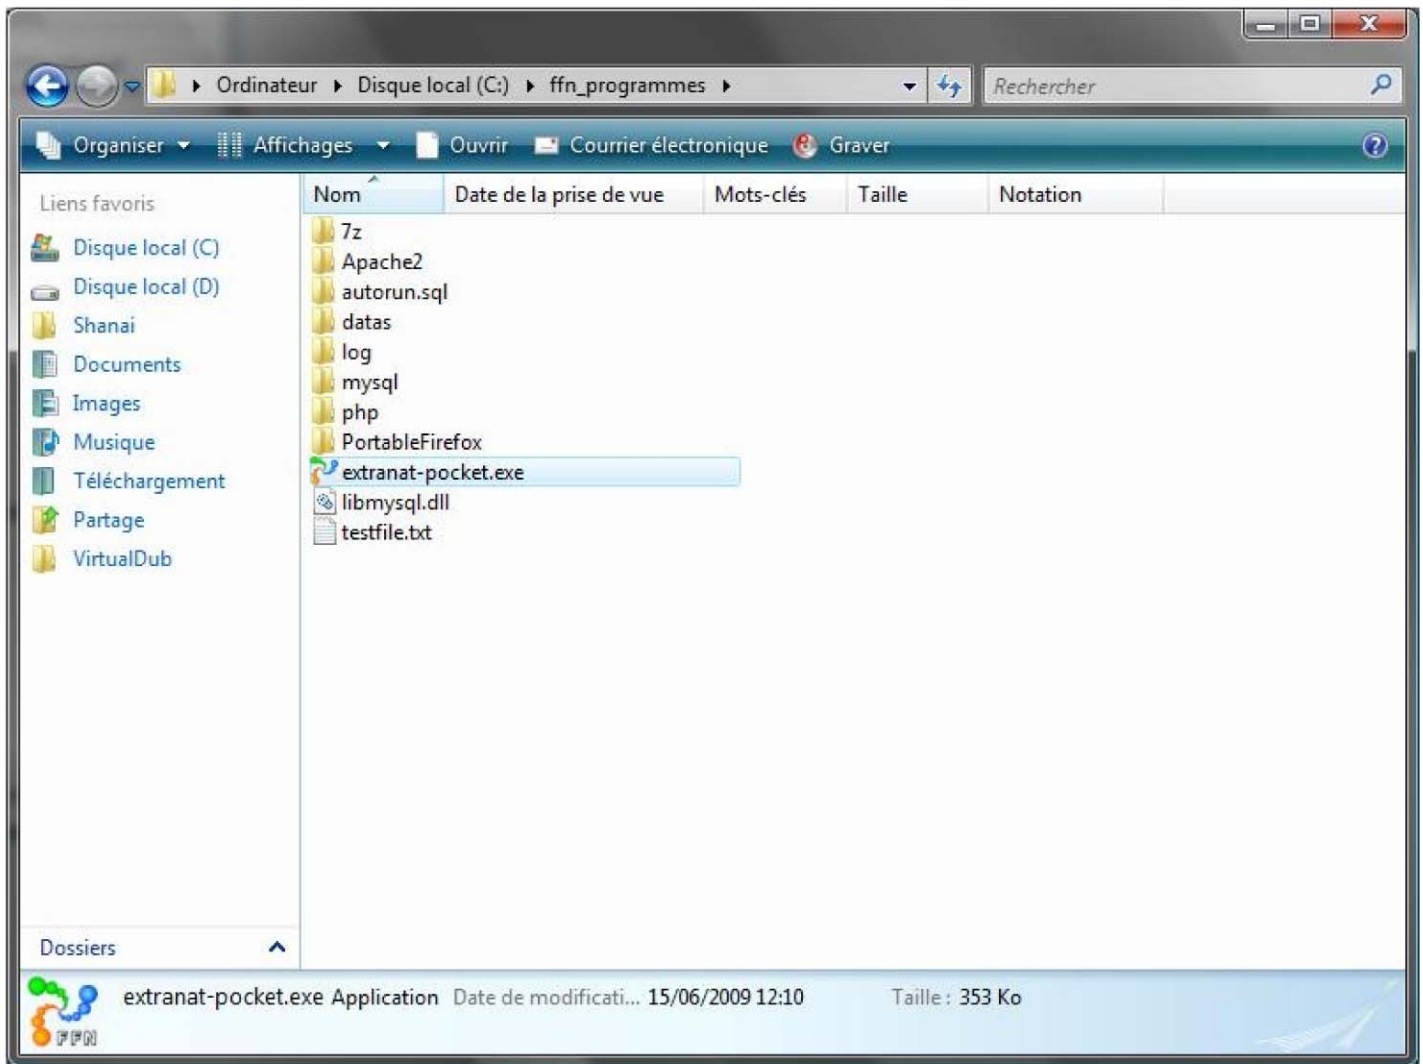 Ordinateur Disque local (C:) ffn_programmes Rechercher
Organiser Affichages Ouvrir Courrier électronique Graver
Liens favoris
Disque local (C)
Disque local (D)
Shanai
Documents
Images
Musique
Téléchargement
Partage
VirtualDub
Dossiers
Nom Date de la prise de vue Mots-clés Taille Notation
7z
Apache2
autorun.sql
datas
log
mysql
php
PortableFirefox
extranat-pocket.exe
libmysql.dll
testfile.txt
FFN
extranat-pocket.exe Application Date de modificati... 15/06/2009 12:10 Taille : 353 Ko